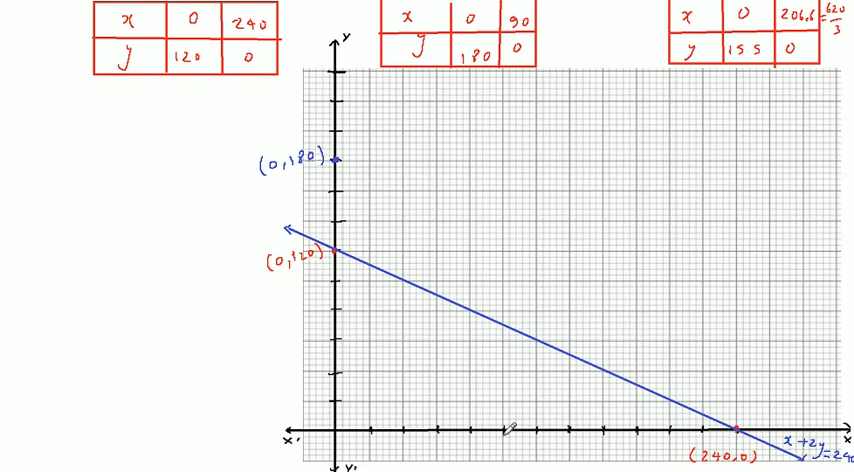 x 0 240
y 120 0
x 0 90
y 180 0
x 0 206.6 = 620/3
y 155 0
Y
(0,180)
(0,120)
X'
X
(240,0)
x+2y=240
Y'